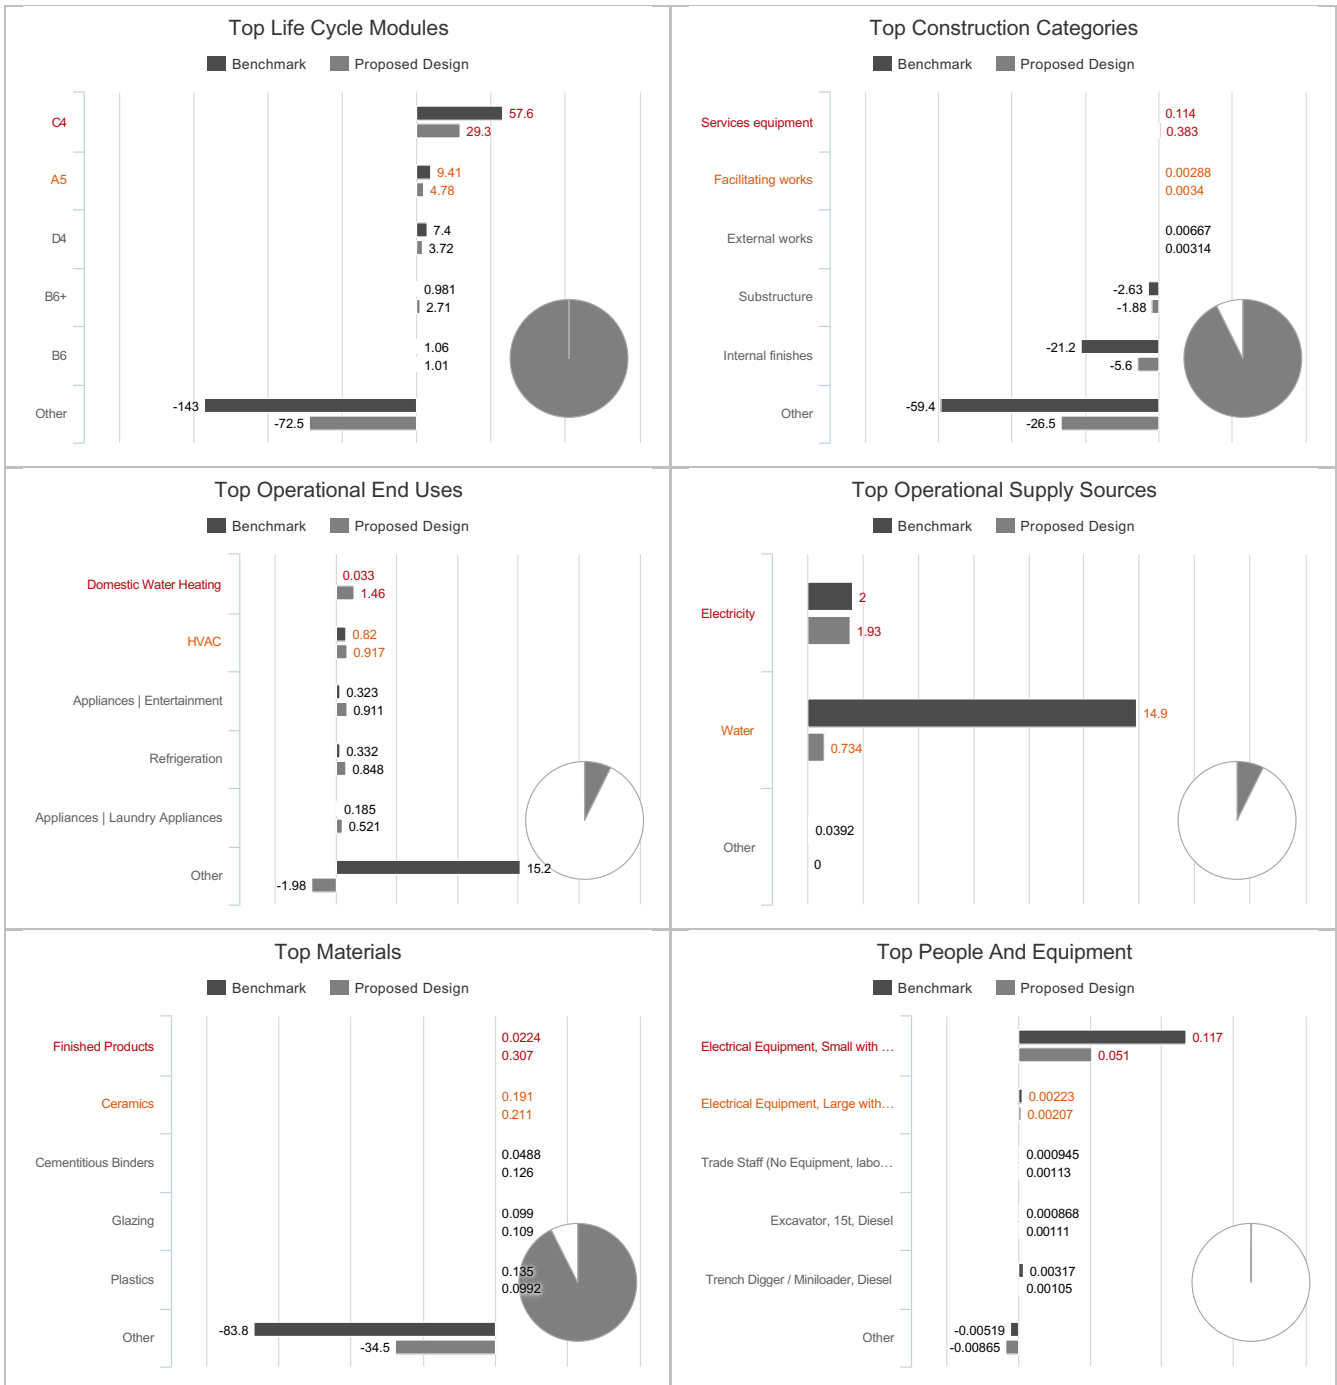 Top Life Cycle Modules
Benchmark Proposed Design
C4
57.6
29.3
A5
9.41
4.78
D4
7.4
3.72
B6+
0.981
2.71
B6
1.06
1.01
Other
-143
-72.5
Top Construction Categories
Benchmark Proposed Design
Services equipment
0.114
0.383
Facilitating works
0.00288
0.0034
External works
0.00667
0.00314
Substructure
-2.63
-1.88
Internal finishes
-21.2
-5.6
Other
-59.4
-26.5
Top Operational End Uses
Benchmark Proposed Design
Domestic Water Heating
0.033
1.46
HVAC
0.82
0.917
Appliances | Entertainment
0.323
0.911
Refrigeration
0.332
0.848
Appliances | Laundry Appliances
0.185
0.521
Other
15.2
-1.98
Top Operational Supply Sources
Benchmark Proposed Design
Electricity
2
1.93
Water
14.9
0.734
Other
0.0392
0
Top Materials
Benchmark Proposed Design
Finished Products
0.0224
0.307
Ceramics
0.191
0.211
Cementitious Binders
0.0488
0.126
Glazing
0.099
0.109
Plastics
0.135
0.0992
Other
-83.8
-34.5
Top People And Equipment
Benchmark Proposed Design
Electrical Equipment, Small with ...
0.117
0.051
Electrical Equipment, Large with...
0.00223
0.00207
Trade Staff (No Equipment, labo...
0.000945
0.00113
Excavator, 15t, Diesel
0.000868
0.00111
Trench Digger / Miniloader, Diesel
0.00317
0.00105
Other
-0.00519
-0.00865